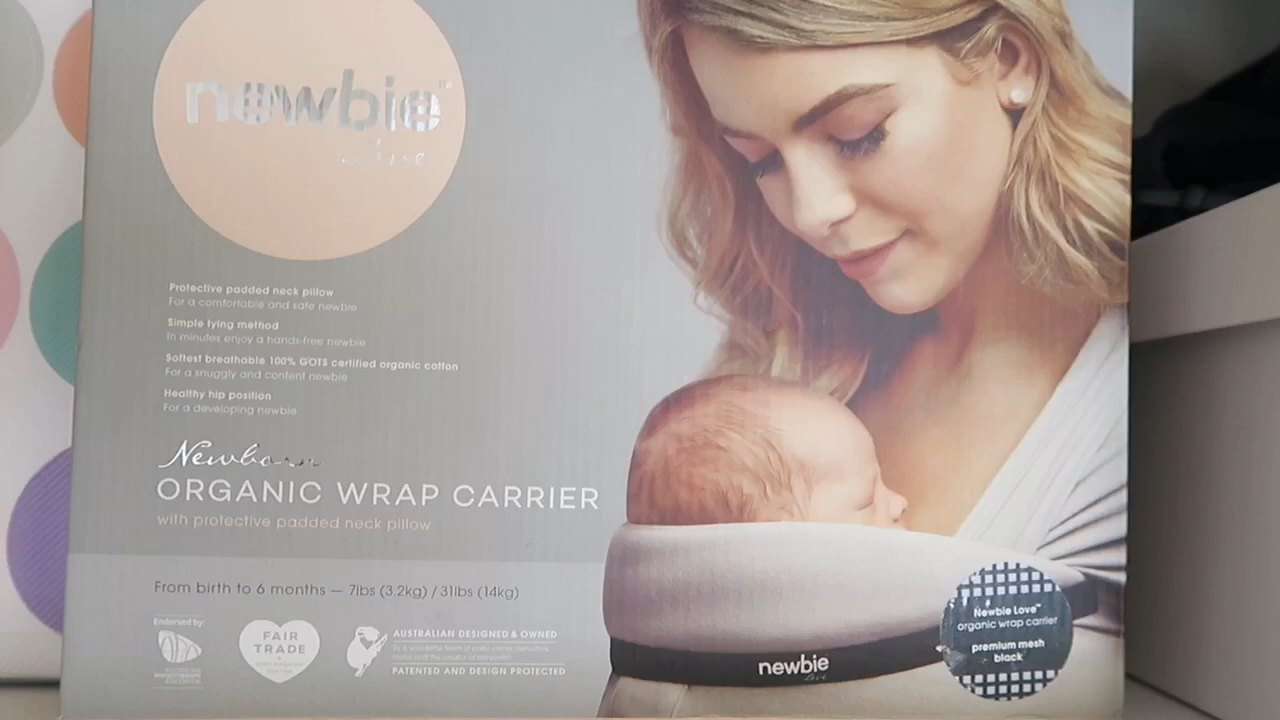 newbie™
Love
Protective padded neck pillow
For a comfortable and safe newbie
Simple tying method
In minutes enjoy a hands-free newbie
Softest breathable 100% GOTS certified organic cotton
For a snuggly and content newbie
Healthy hip position
For a developing newbie
Newborn
ORGANIC WRAP CARRIER
with protective padded neck pillow
From birth to 6 months — 7lbs (3.2kg) / 31lbs (14kg)
Endorsed by:
FAIR
TRADE
AUSTRALIAN DESIGNED & OWNED
PATENTED AND DESIGN PROTECTED
newbie
Love
Newbie Love™
organic wrap carrier
premium mesh
black